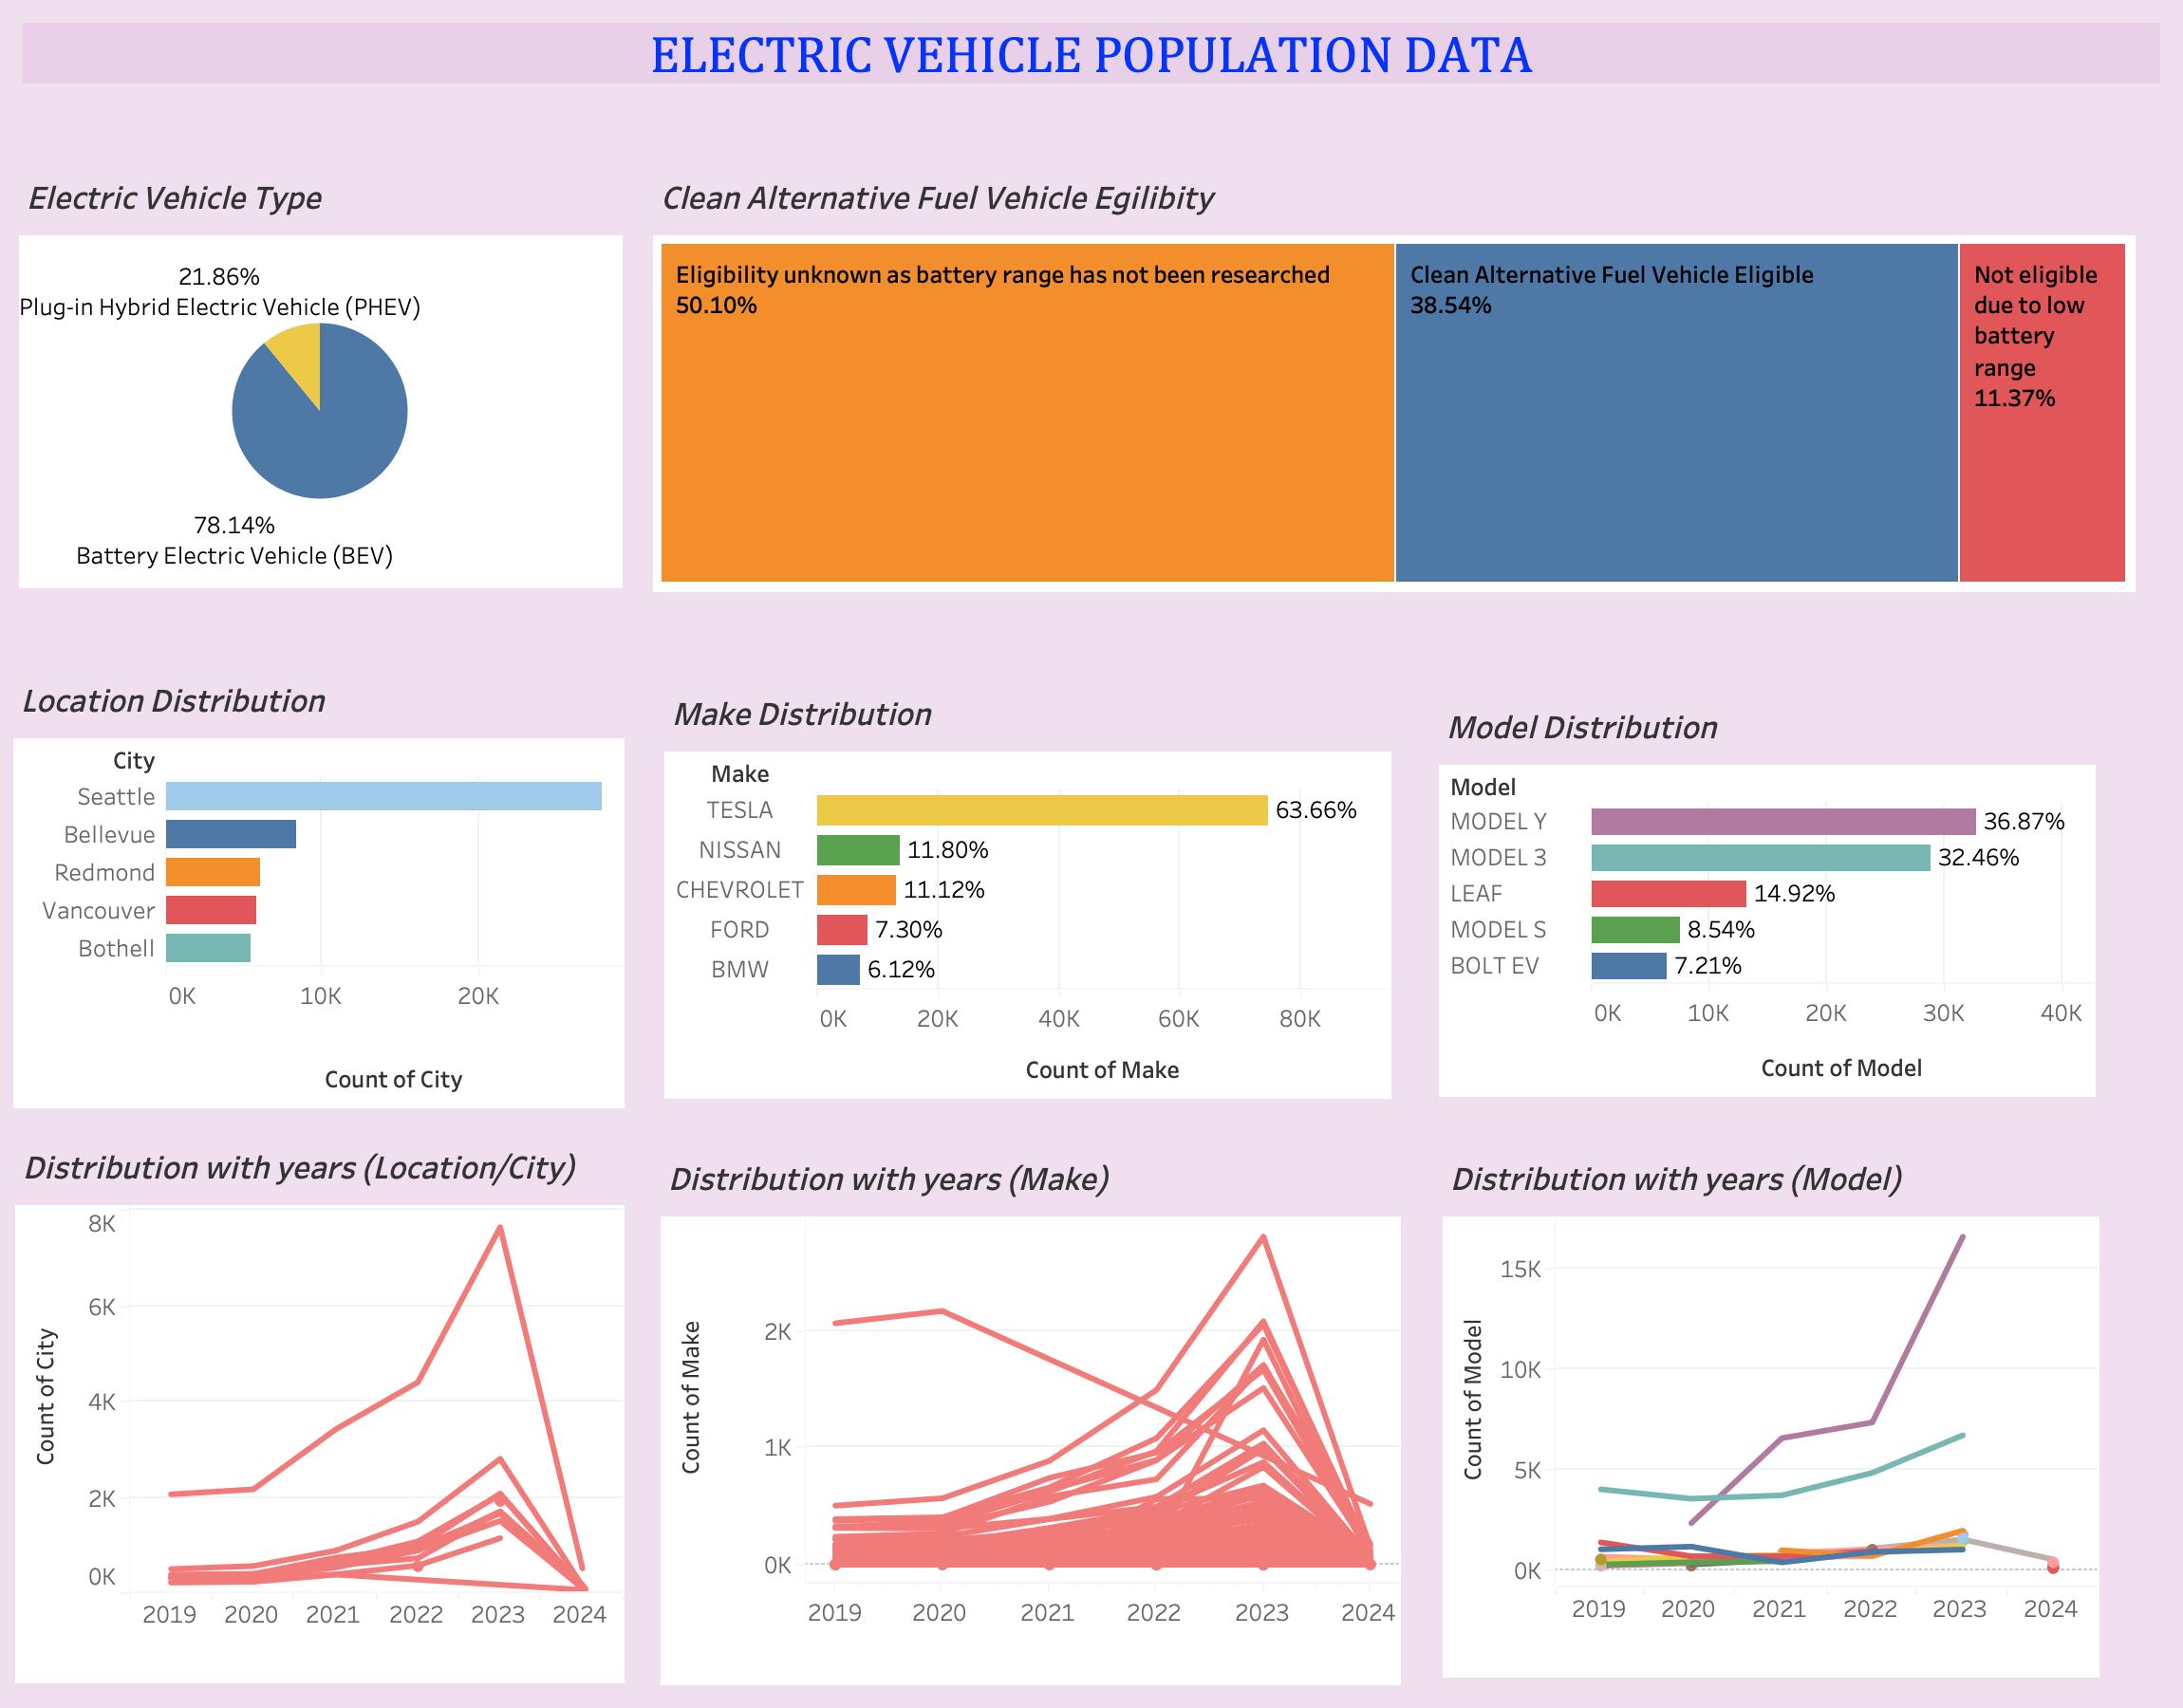 ELECTRIC VEHICLE POPULATION DATA
Electric Vehicle Type
21.86%
Plug-in Hybrid Electric Vehicle (PHEV)
78.14%
Battery Electric Vehicle (BEV)
Clean Alternative Fuel Vehicle Egilibity
Eligibility unknown as battery range has not been researched
50.10%
Clean Alternative Fuel Vehicle Eligible
38.54%
Not eligible
due to low
battery
range
11.37%
Location Distribution
City
Seattle
Bellevue
Redmond
Vancouver
Bothell
0K 10K 20K
Count of City
Make Distribution
Make
TESLA 63.66%
NISSAN 11.80%
CHEVROLET 11.12%
FORD 7.30%
BMW 6.12%
0K 20K 40K 60K 80K
Count of Make
Model Distribution
Model
MODEL Y 36.87%
MODEL 3 32.46%
LEAF 14.92%
MODEL S 8.54%
BOLT EV 7.21%
0K 10K 20K 30K 40K
Count of Model
Distribution with years (Location/City)
Count of City
8K
6K
4K
2K
0K
2019 2020 2021 2022 2023 2024
Distribution with years (Make)
Count of Make
2K
1K
0K
2019 2020 2021 2022 2023 2024
Distribution with years (Model)
Count of Model
15K
10K
5K
0K
2019 2020 2021 2022 2023 2024